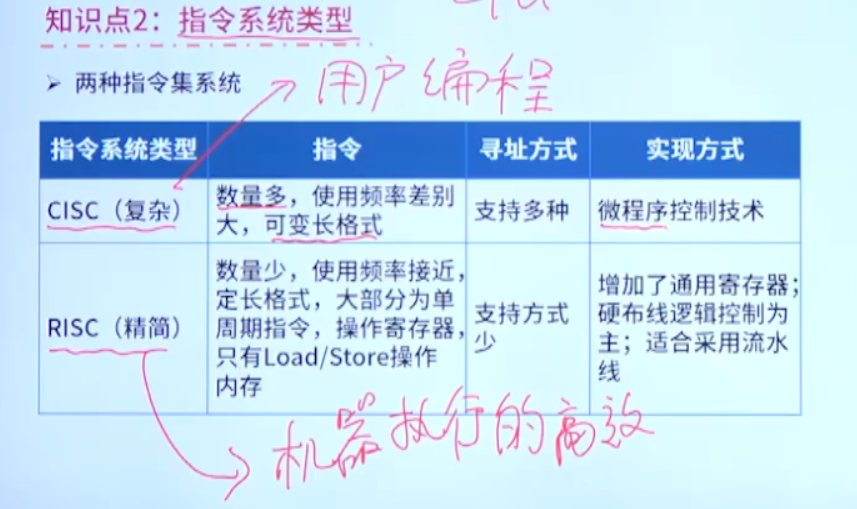 知识点2：指令系统类型
➢ 两种指令集系统
用户编程
指令系统类型 指令 寻址方式 实现方式
CISC（复杂）
数量多，使用频率差别
大，可变长格式
支持多种
微程序控制技术
RISC（精简）
数量少，使用频率接近，
定长格式，大部分为单
周期指令，操作寄存器，
只有Load/Store操作
内存
支持方式
少
增加了通用寄存器；
硬布线逻辑控制为
主；适合采用流水
线
机器执行的高效